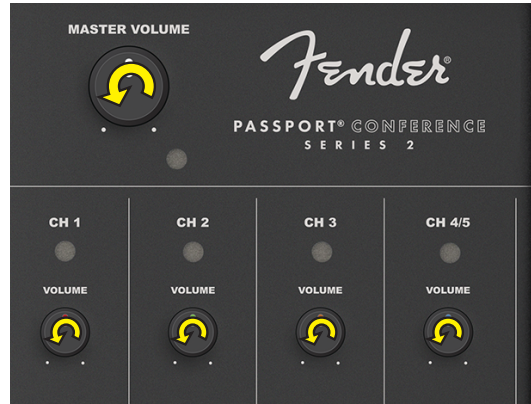 MASTER VOLUME
Fender®
PASSPORT® CONFERENCE
SERIES 2
CH 1
CH 2
CH 3
CH 4/5
VOLUME
VOLUME
VOLUME
VOLUME